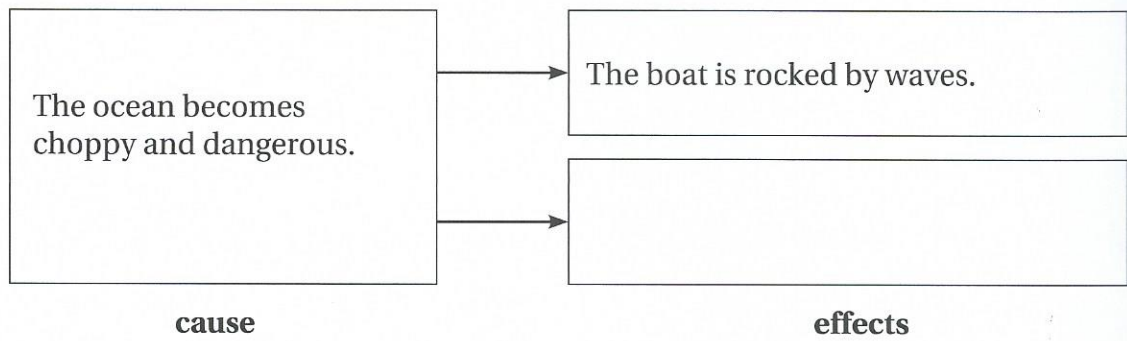 The ocean becomes
choppy and dangerous.
The boat is rocked by waves.
cause
effects